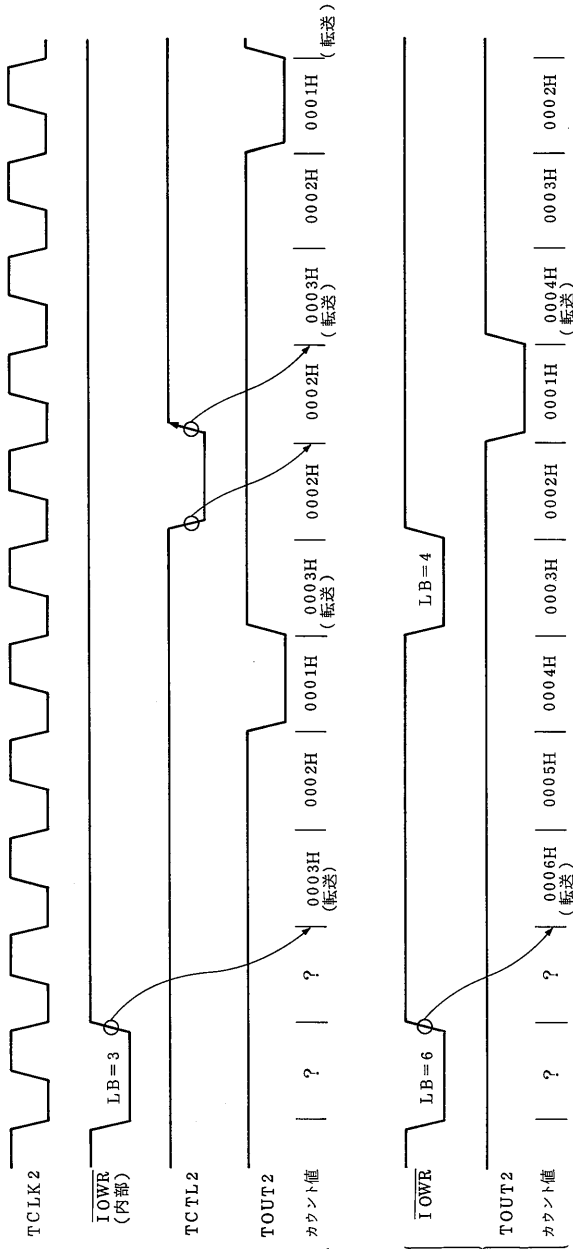 TCLK2
IOWR
(内部)
LB=3
TCTL2
TOUT2
カウント値
?
?
0003H
(転送)
0002H
0001H
0003H
(転送)
0002H
0002H
0003H
(転送)
0002H
0001H
(転送)
IOWR
LB=6
LB=4
TOUT2
カウント値
?
?
0006H
(転送)
0005H
0004H
0003H
0002H
0001H
0004H
(転送)
0003H
0002H